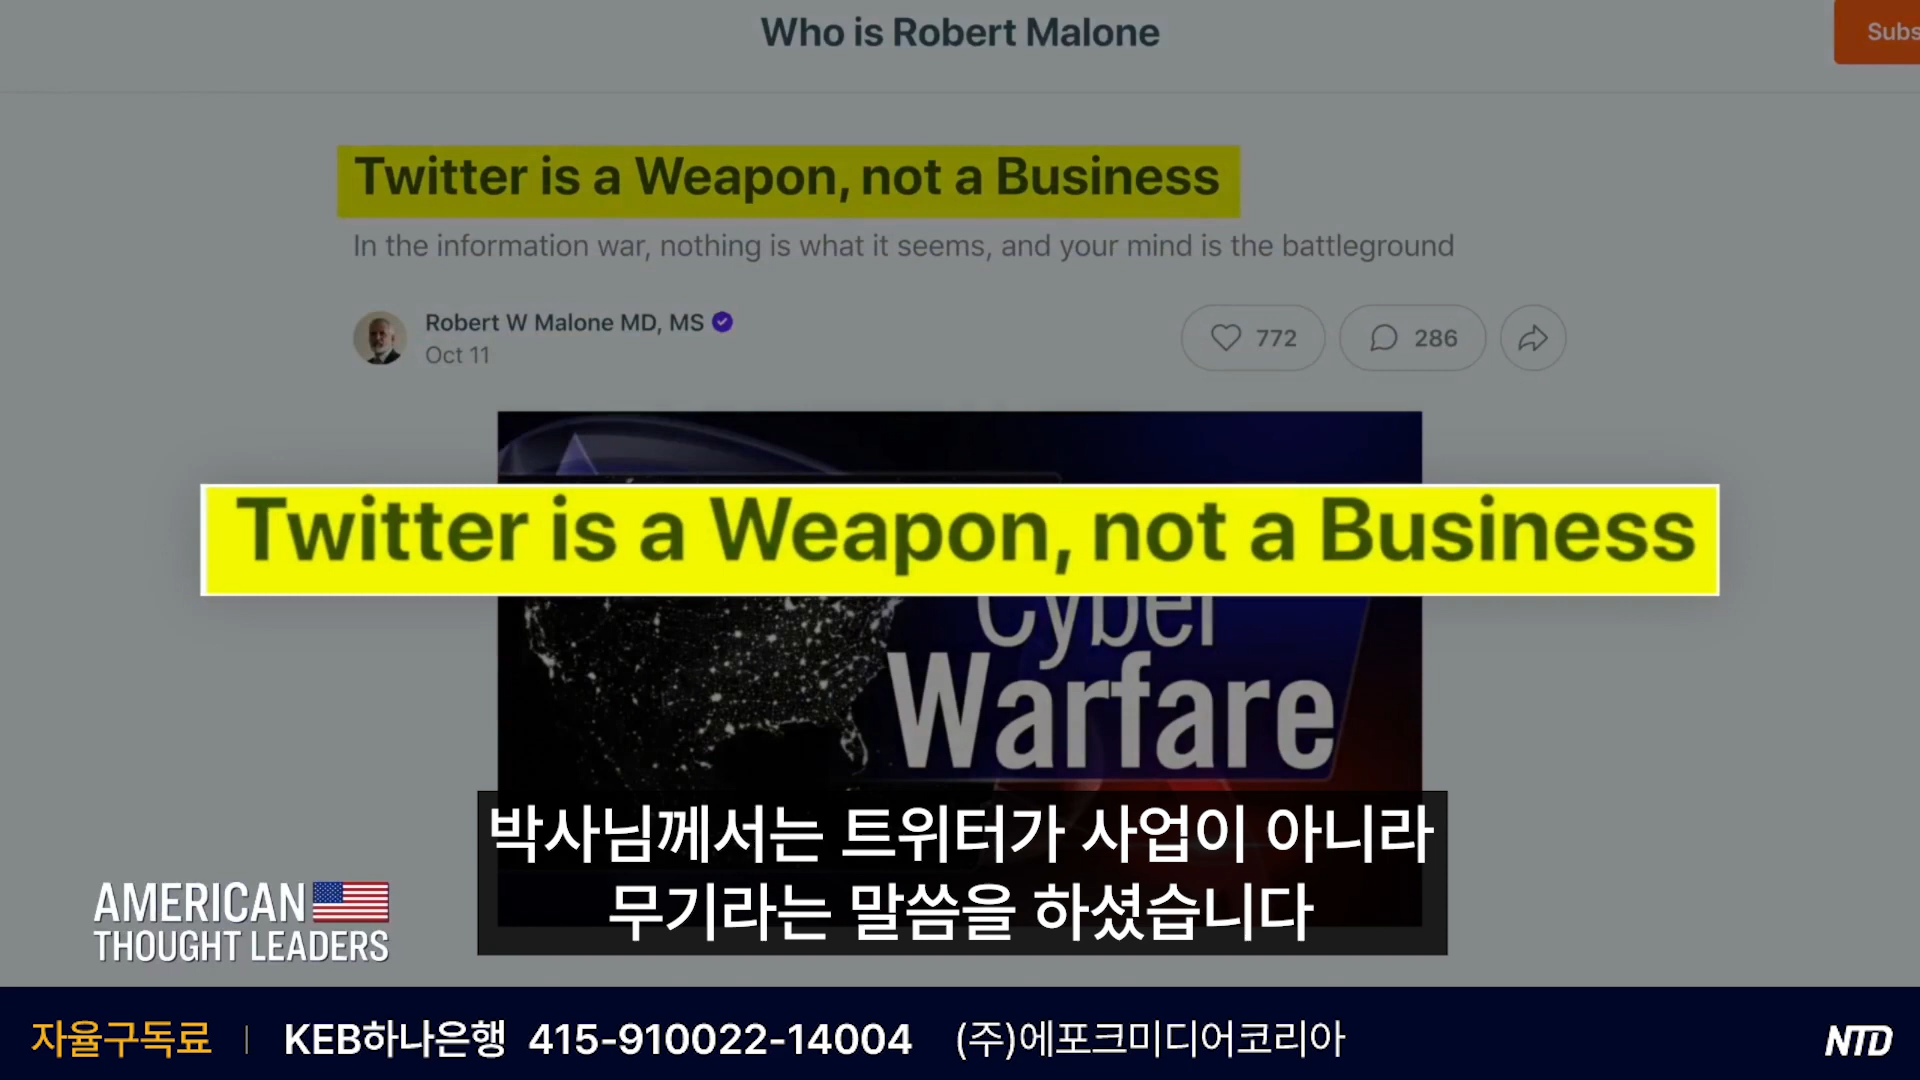 Who is Robert Malone
Subs
Twitter is a Weapon, not a Business
In the information war, nothing is what it seems, and your mind is the battleground
Robert W Malone MD, MS
Oct 11
772
286
Twitter is a Weapon, not a Business
Cyber
Warfare
박사님께서는 트위터가 사업이 아니라
무기라는 말씀을 하셨습니다
AMERICAN
THOUGHT LEADERS
자율구독료 | KEB하나은행 415-910022-14004 (주)에포크미디어코리아
NTD